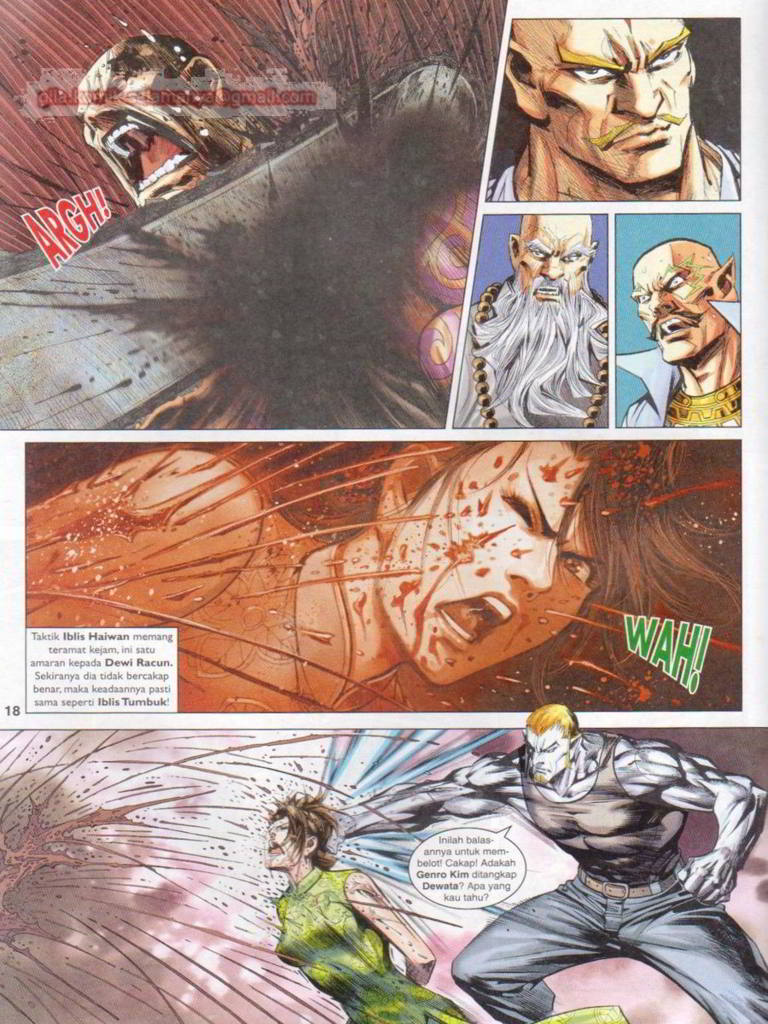 ARGH!
Taktik Iblis Haiwan memang
teramat kejam, ini satu
amaran kepada Dewi Racun.
Sekiranya dia tidak bercakap
benar, maka keadaannya pasti
sama seperti Iblis Tumbuk!
WAH!
18
Inilah balas-
annya untuk mem-
belot! Cakap! Adakah
Genro Kim ditangkap
Dewata? Apa yang
kau tahu?